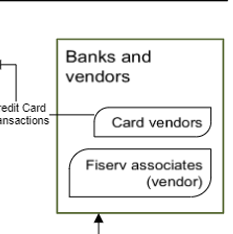 Banks and
vendors
redit Card
ansactions
Card vendors
Fiserv associates
(vendor)